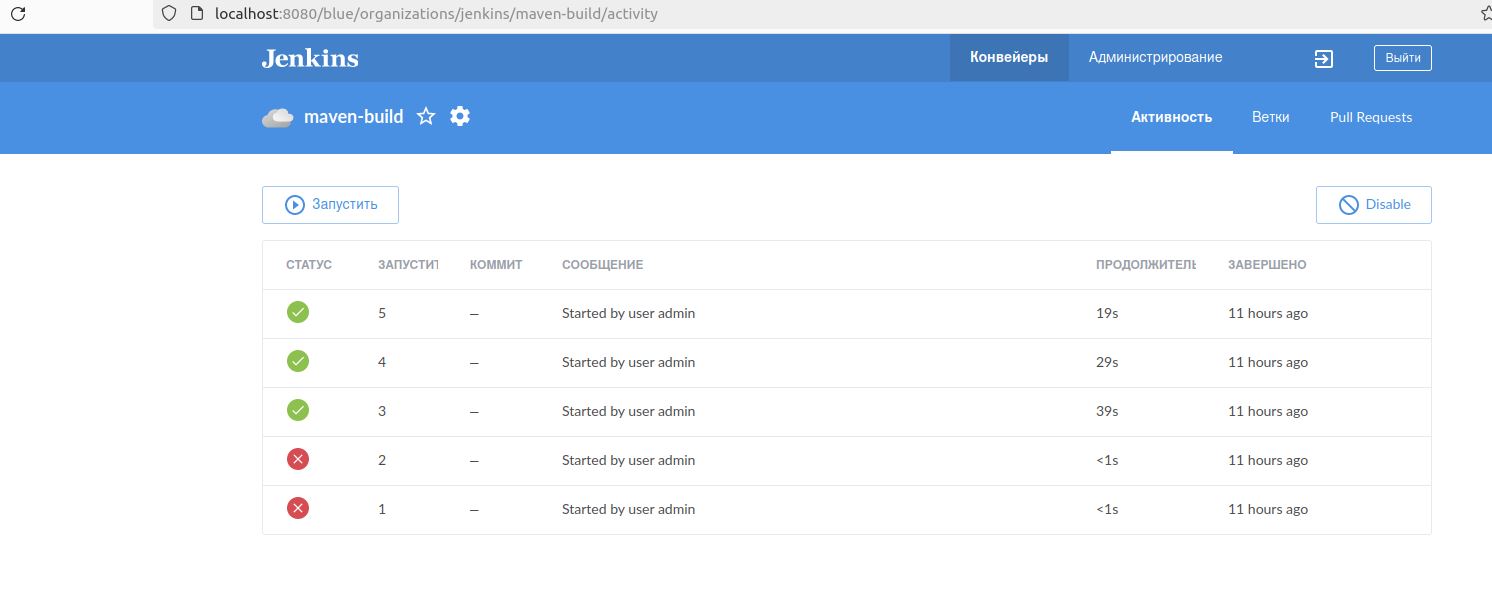 localhost:8080/blue/organizations/jenkins/maven-build/activity
Jenkins Конвейеры Администрирование Выйти
maven-build Активность Ветки Pull Requests
Запустить Disable
СТАТУС ЗАПУСТИТ КОММИТ СООБЩЕНИЕ ПРОДОЛЖИТЕЛЬ ЗАВЕРШЕНО
5 – Started by user admin 19s 11 hours ago
4 – Started by user admin 29s 11 hours ago
3 – Started by user admin 39s 11 hours ago
2 – Started by user admin <1s 11 hours ago
1 – Started by user admin <1s 11 hours ago